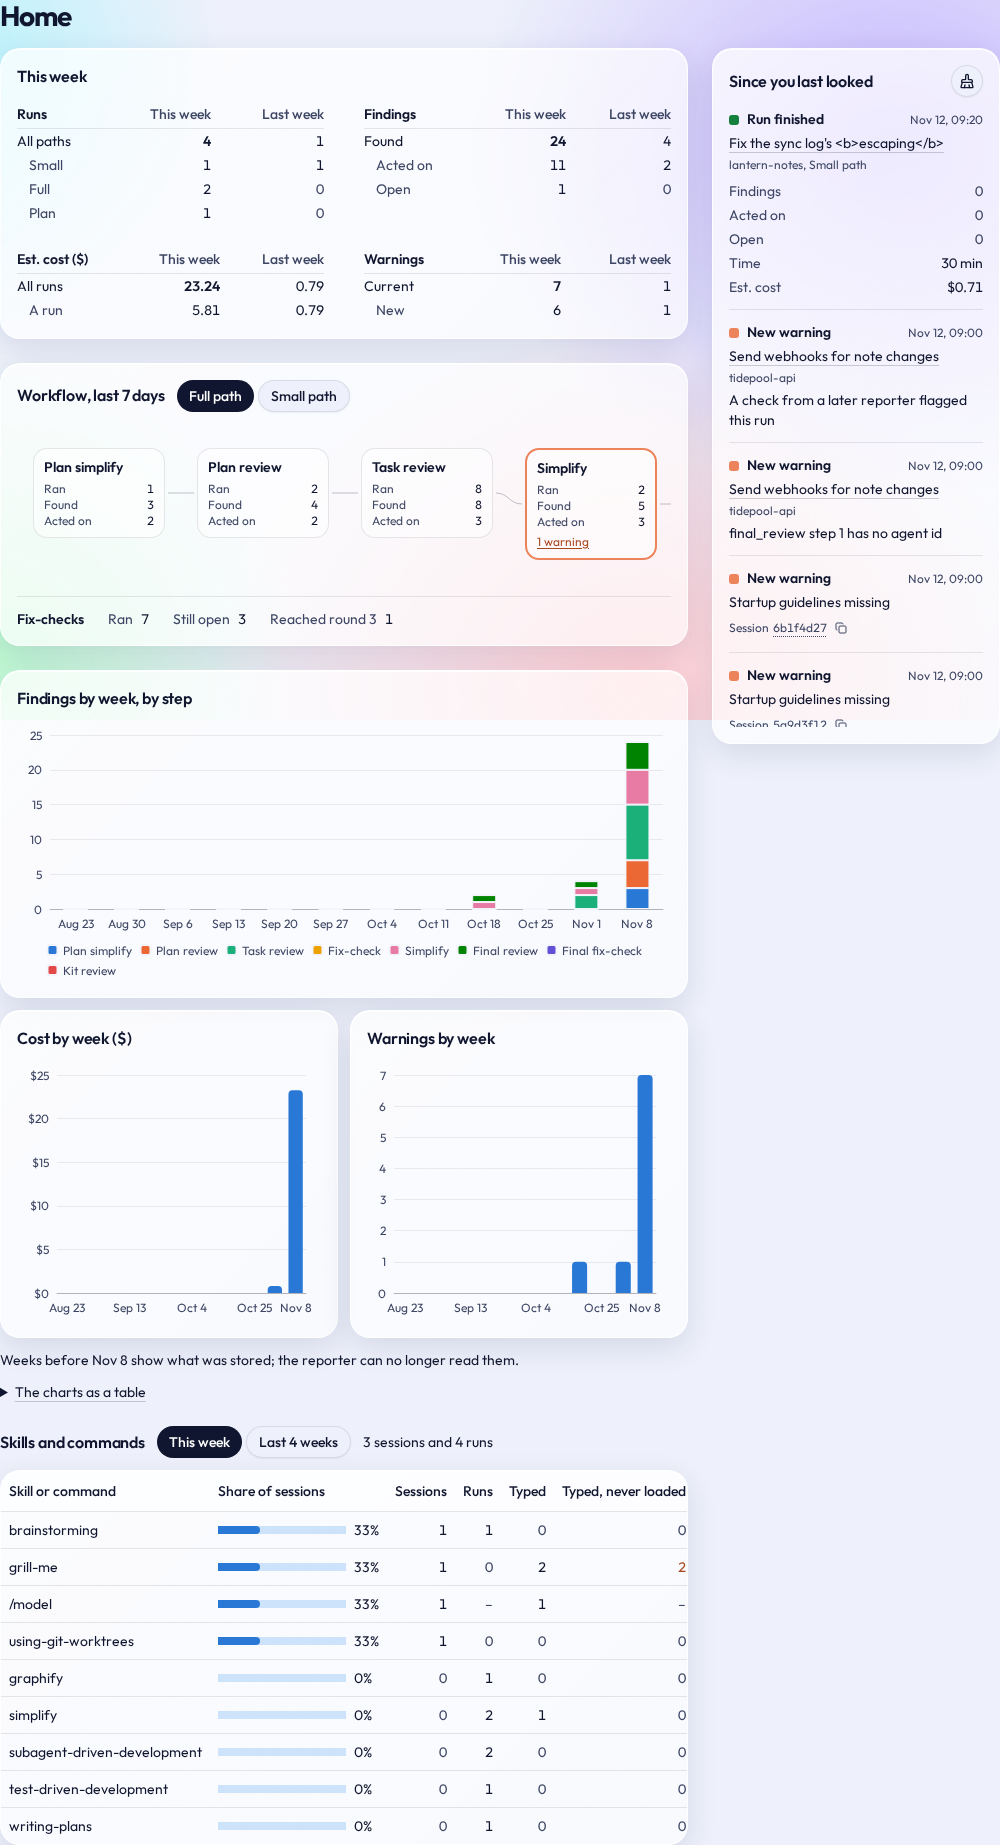 Home
This week
Runs This week Last week
All paths 4 1
Small 1 1
Full 2 0
Plan 1 0
Findings This week Last week
Found 24 4
Acted on 11 2
Open 1 0
Est. cost ($) This week Last week
All runs 23.24 0.79
A run 5.81 0.79
Warnings This week Last week
Current 7 1
New 6 1
Workflow, last 7 days Full path Small path
Plan simplify
Ran 1
Found 3
Acted on 2
Plan review
Ran 2
Found 4
Acted on 2
Task review
Ran 8
Found 8
Acted on 3
Simplify
Ran 2
Found 5
Acted on 3
1 warning
Fix-checks Ran 7 Still open 3 Reached round 3 1
Findings by week, by step
25
20
15
10
5
0
Aug 23 Aug 30 Sep 6 Sep 13 Sep 20 Sep 27 Oct 4 Oct 11 Oct 18 Oct 25 Nov 1 Nov 8
Plan simplify Plan review Task review Fix-check Simplify Final review Final fix-check
Kit review
Cost by week ($)
$25
$20
$15
$10
$5
$0
Aug 23 Sep 13 Oct 4 Oct 25 Nov 8
Warnings by week
7
6
5
4
3
2
1
0
Aug 23 Sep 13 Oct 4 Oct 25 Nov 8
Weeks before Nov 8 show what was stored; the reporter can no longer read them.
The charts as a table
Skills and commands This week Last 4 weeks 3 sessions and 4 runs
Skill or command Share of sessions Sessions Runs Typed Typed, never loaded
brainstorming 33% 1 1 0 0
grill-me 33% 1 0 2 2
/model 33% 1 – 1 –
using-git-worktrees 33% 1 0 0 0
graphify 0% 0 1 0 0
simplify 0% 0 2 1 0
subagent-driven-development 0% 0 2 0 0
test-driven-development 0% 0 1 0 0
writing-plans 0% 0 1 0 0
Since you last looked
Run finished Nov 12, 09:20
Fix the sync log's <b>escaping</b>
lantern-notes, Small path
Findings 0
Acted on 0
Open 0
Time 30 min
Est. cost $0.71
New warning Nov 12, 09:00
Send webhooks for note changes
tidepool-api
A check from a later reporter flagged
this run
New warning Nov 12, 09:00
Send webhooks for note changes
tidepool-api
final_review step 1 has no agent id
New warning Nov 12, 09:00
Startup guidelines missing
Session 6b1f4d27
New warning Nov 12, 09:00
Startup guidelines missing
Session 5a9d3f12